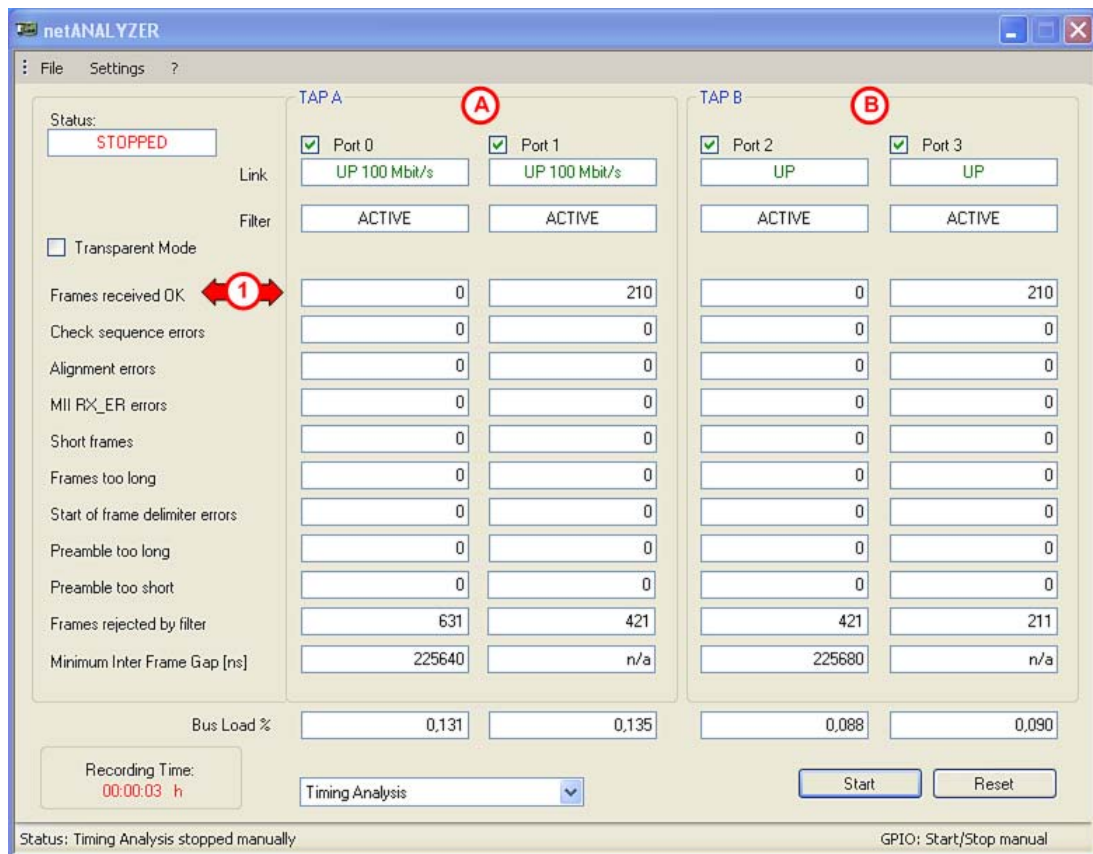 netANALYZER
File Settings ?
TAP A A TAP B B
Status:
STOPPED
Port 0 Port 1 Port 2 Port 3
Link UP 100 Mbit/s UP 100 Mbit/s UP UP
Filter ACTIVE ACTIVE ACTIVE ACTIVE
Transparent Mode
Frames received OK 1 0 210 0 210
Check sequence errors 0 0 0 0
Alignment errors 0 0 0 0
MII RX_ER errors 0 0 0 0
Short frames 0 0 0 0
Frames too long 0 0 0 0
Start of frame delimiter errors 0 0 0 0
Preamble too long 0 0 0 0
Preamble too short 0 0 0 0
Frames rejected by filter 631 421 421 211
Minimum Inter Frame Gap [ns] 225640 n/a 225680 n/a
Bus Load % 0,131 0,135 0,088 0,090
Recording Time:
00:00:03 h
Timing Analysis Start Reset
Status: Timing Analysis stopped manually GPIO: Start/Stop manual